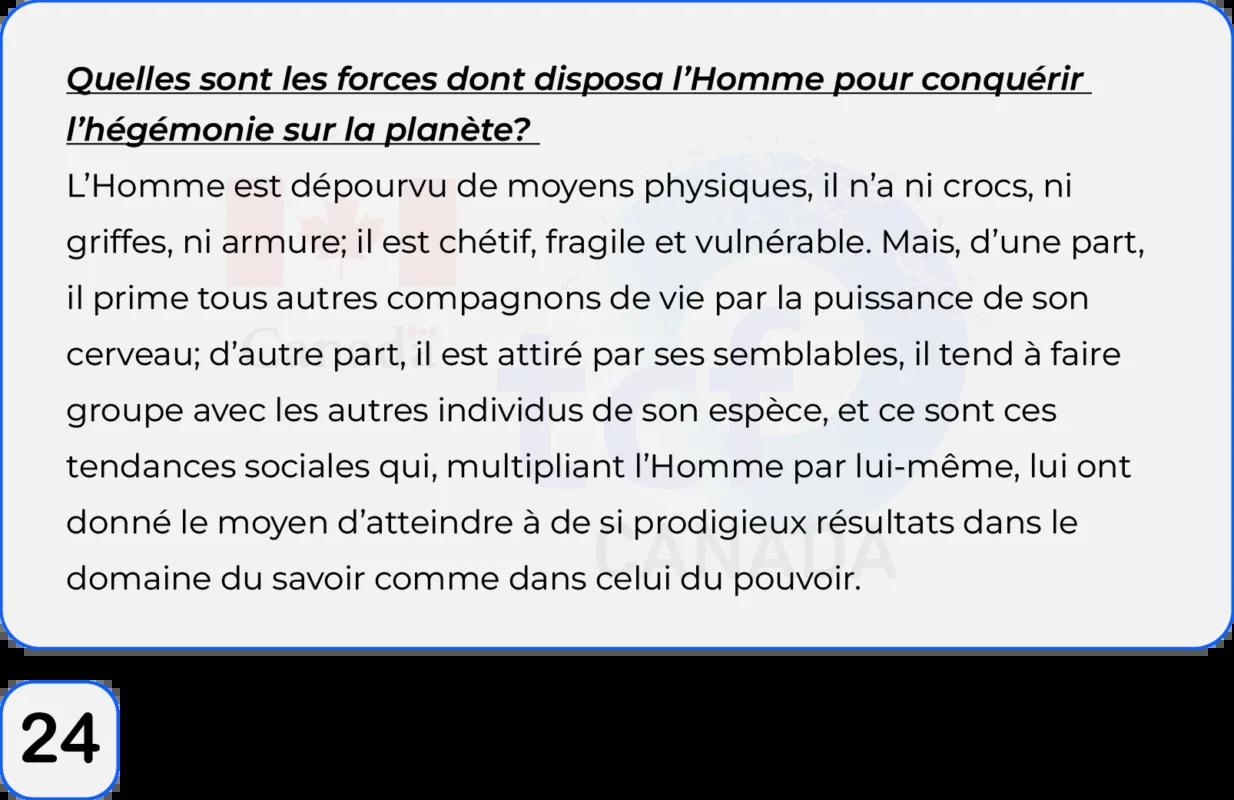 Quelles sont les forces dont disposa l’Homme pour conquérir
l’hégémonie sur la planète?
L’Homme est dépourvu de moyens physiques, il n’a ni crocs, ni
griffes, ni armure; il est chétif, fragile et vulnérable. Mais, d’une part,
il prime tous autres compagnons de vie par la puissance de son
cerveau; d’autre part, il est attiré par ses semblables, il tend à faire
groupe avec les autres individus de son espèce, et ce sont ces
tendances sociales qui, multipliant l’Homme par lui-même, lui ont
donné le moyen d’atteindre à de si prodigieux résultats dans le
domaine du savoir comme dans celui du pouvoir.
Canada
tcf
CANADA
24